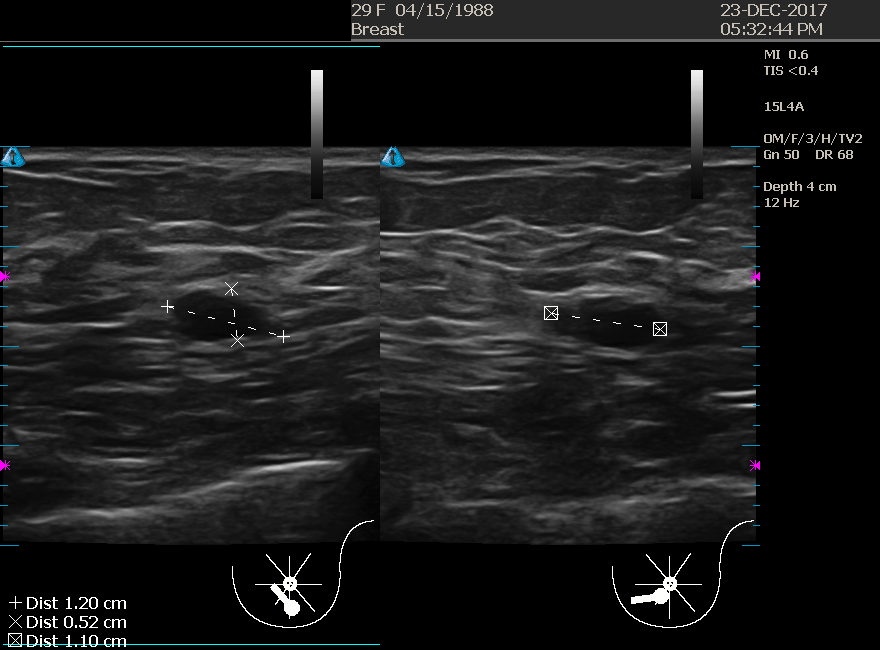 29 F 04/15/1988 23-DEC-2017
Breast 05:32:44 PM
MI 0.6
TIS <0.4
15L4A
OM/F/3/H/TV2
Gn 50 DR 68
Depth 4 cm
12 Hz
Dist 1.20 cm
Dist 0.52 cm
Dist 1.10 cm